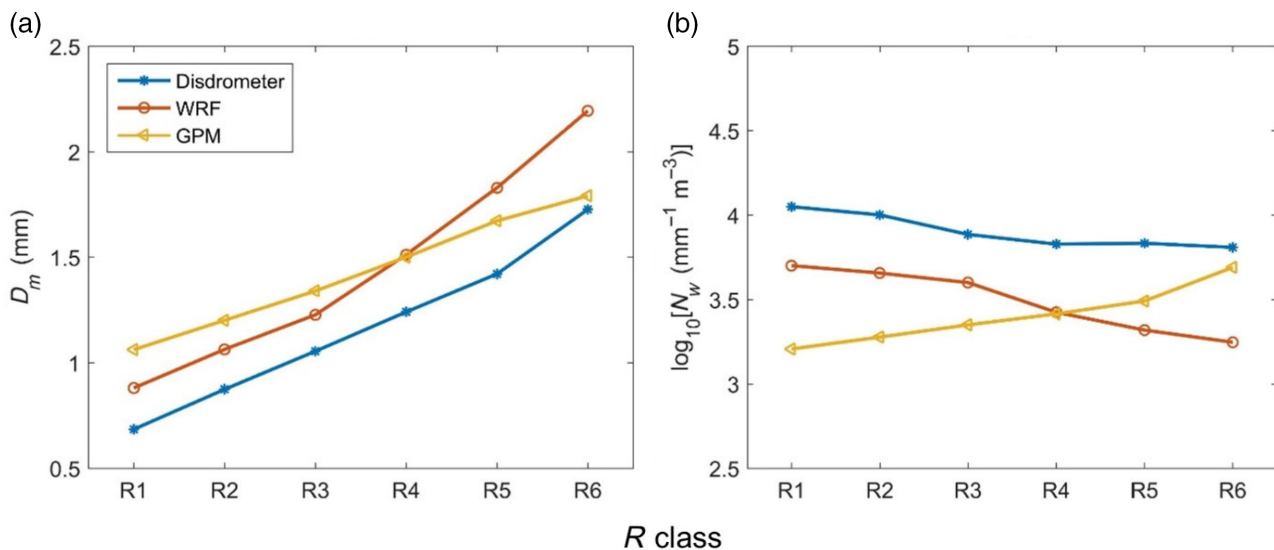 (a)
2.5
2
1.5
1
0.5
D_m (mm)
Disdrometer
WRF
GPM
R1 R2 R3 R4 R5 R6
(b)
5
4.5
4
3.5
3
2.5
log₁₀[N_w (mm⁻¹ m⁻³)]
R1 R2 R3 R4 R5 R6
R class